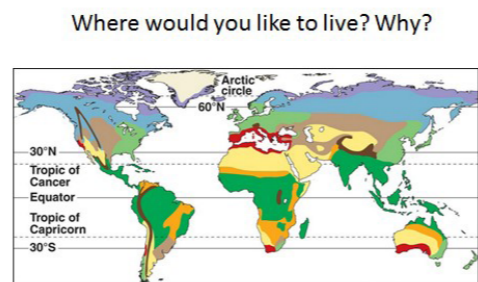 Where would you like to live? Why?
Arctic
circle
60°N
30°N
Tropic of
Cancer
Equator
Tropic of
Capricorn
30°S